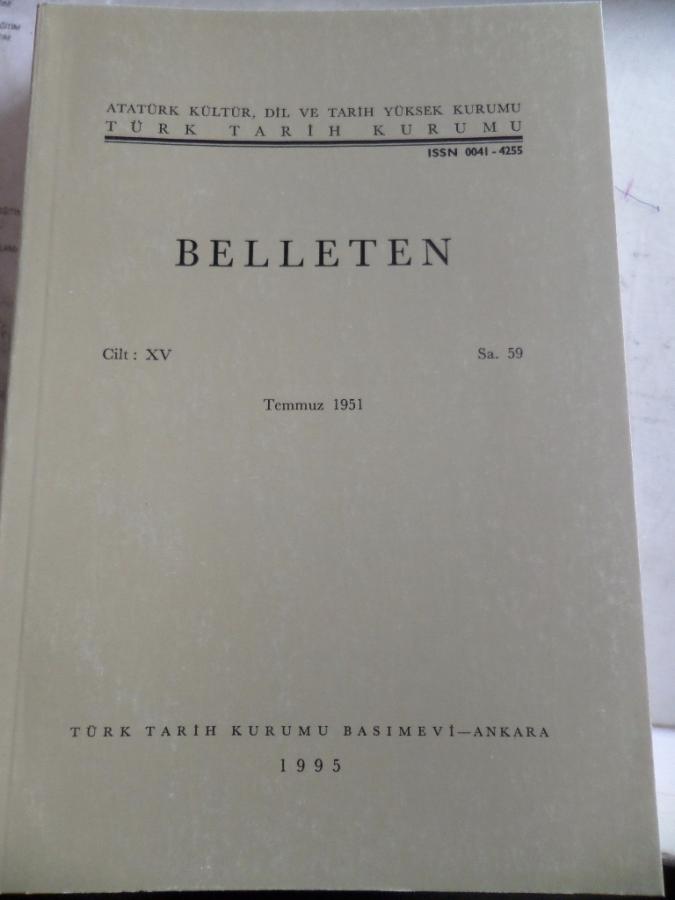 ATATÜRK KÜLTÜR, DİL VE TARİH YÜKSEK KURUMU
TÜRK TARİH KURUMU
ISSN 0041 - 4255
BELLETEN
Cilt : XV Sa. 59
Temmuz 1951
TÜRK TARİH KURUMU BASIMEVİ—ANKARA
1995